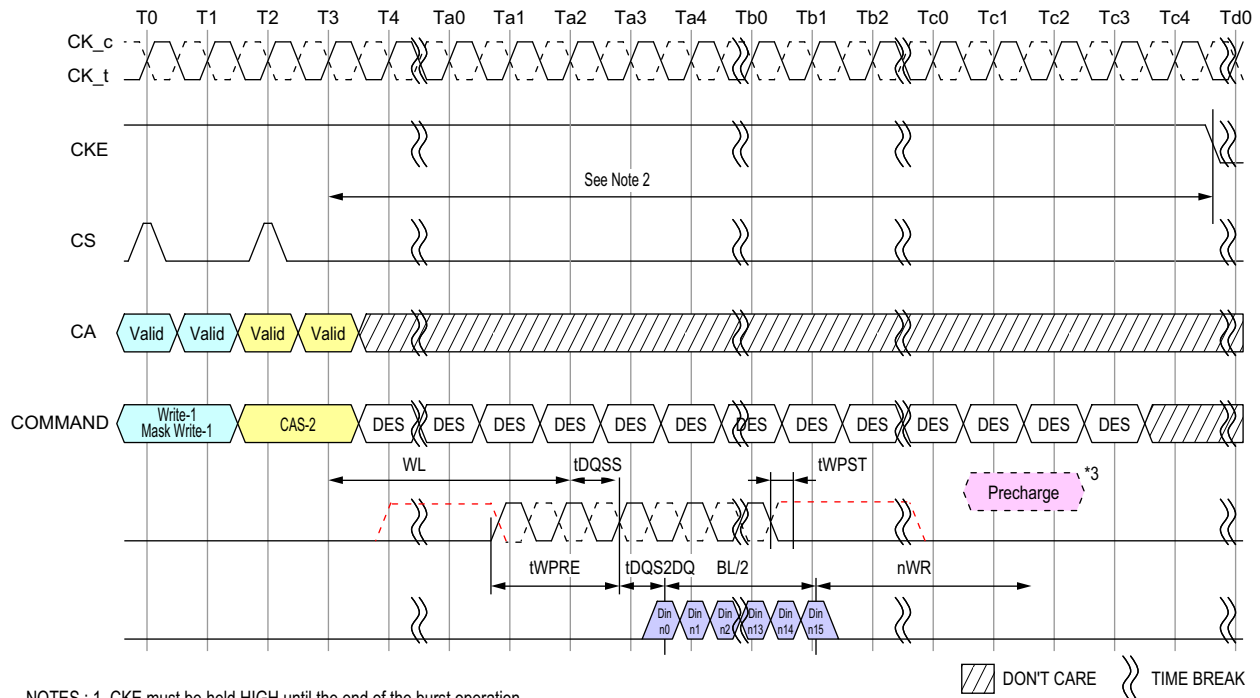 T0 T1 T2 T3 T4 Ta0 Ta1 Ta2 Ta3 Ta4 Tb0 Tb1 Tb2 Tc0 Tc1 Tc2 Tc3 Tc4 Td0
CK_c
CK_t
CKE
See Note 2
CS
CA Valid Valid Valid Valid
COMMAND Write-1 Mask Write-1 CAS-2 DES DES DES DES DES DES DES DES DES DES DES DES DES
WL tDQSS tWPST
Precharge *3
tWPRE tDQS2DQ BL/2 nWR
Din n0 Din n1 Din n2 Din n13 Din n14 Din n15
DON'T CARE TIME BREAK
NOTES : 1. CKE must be held HIGH until the end of the burst operation.